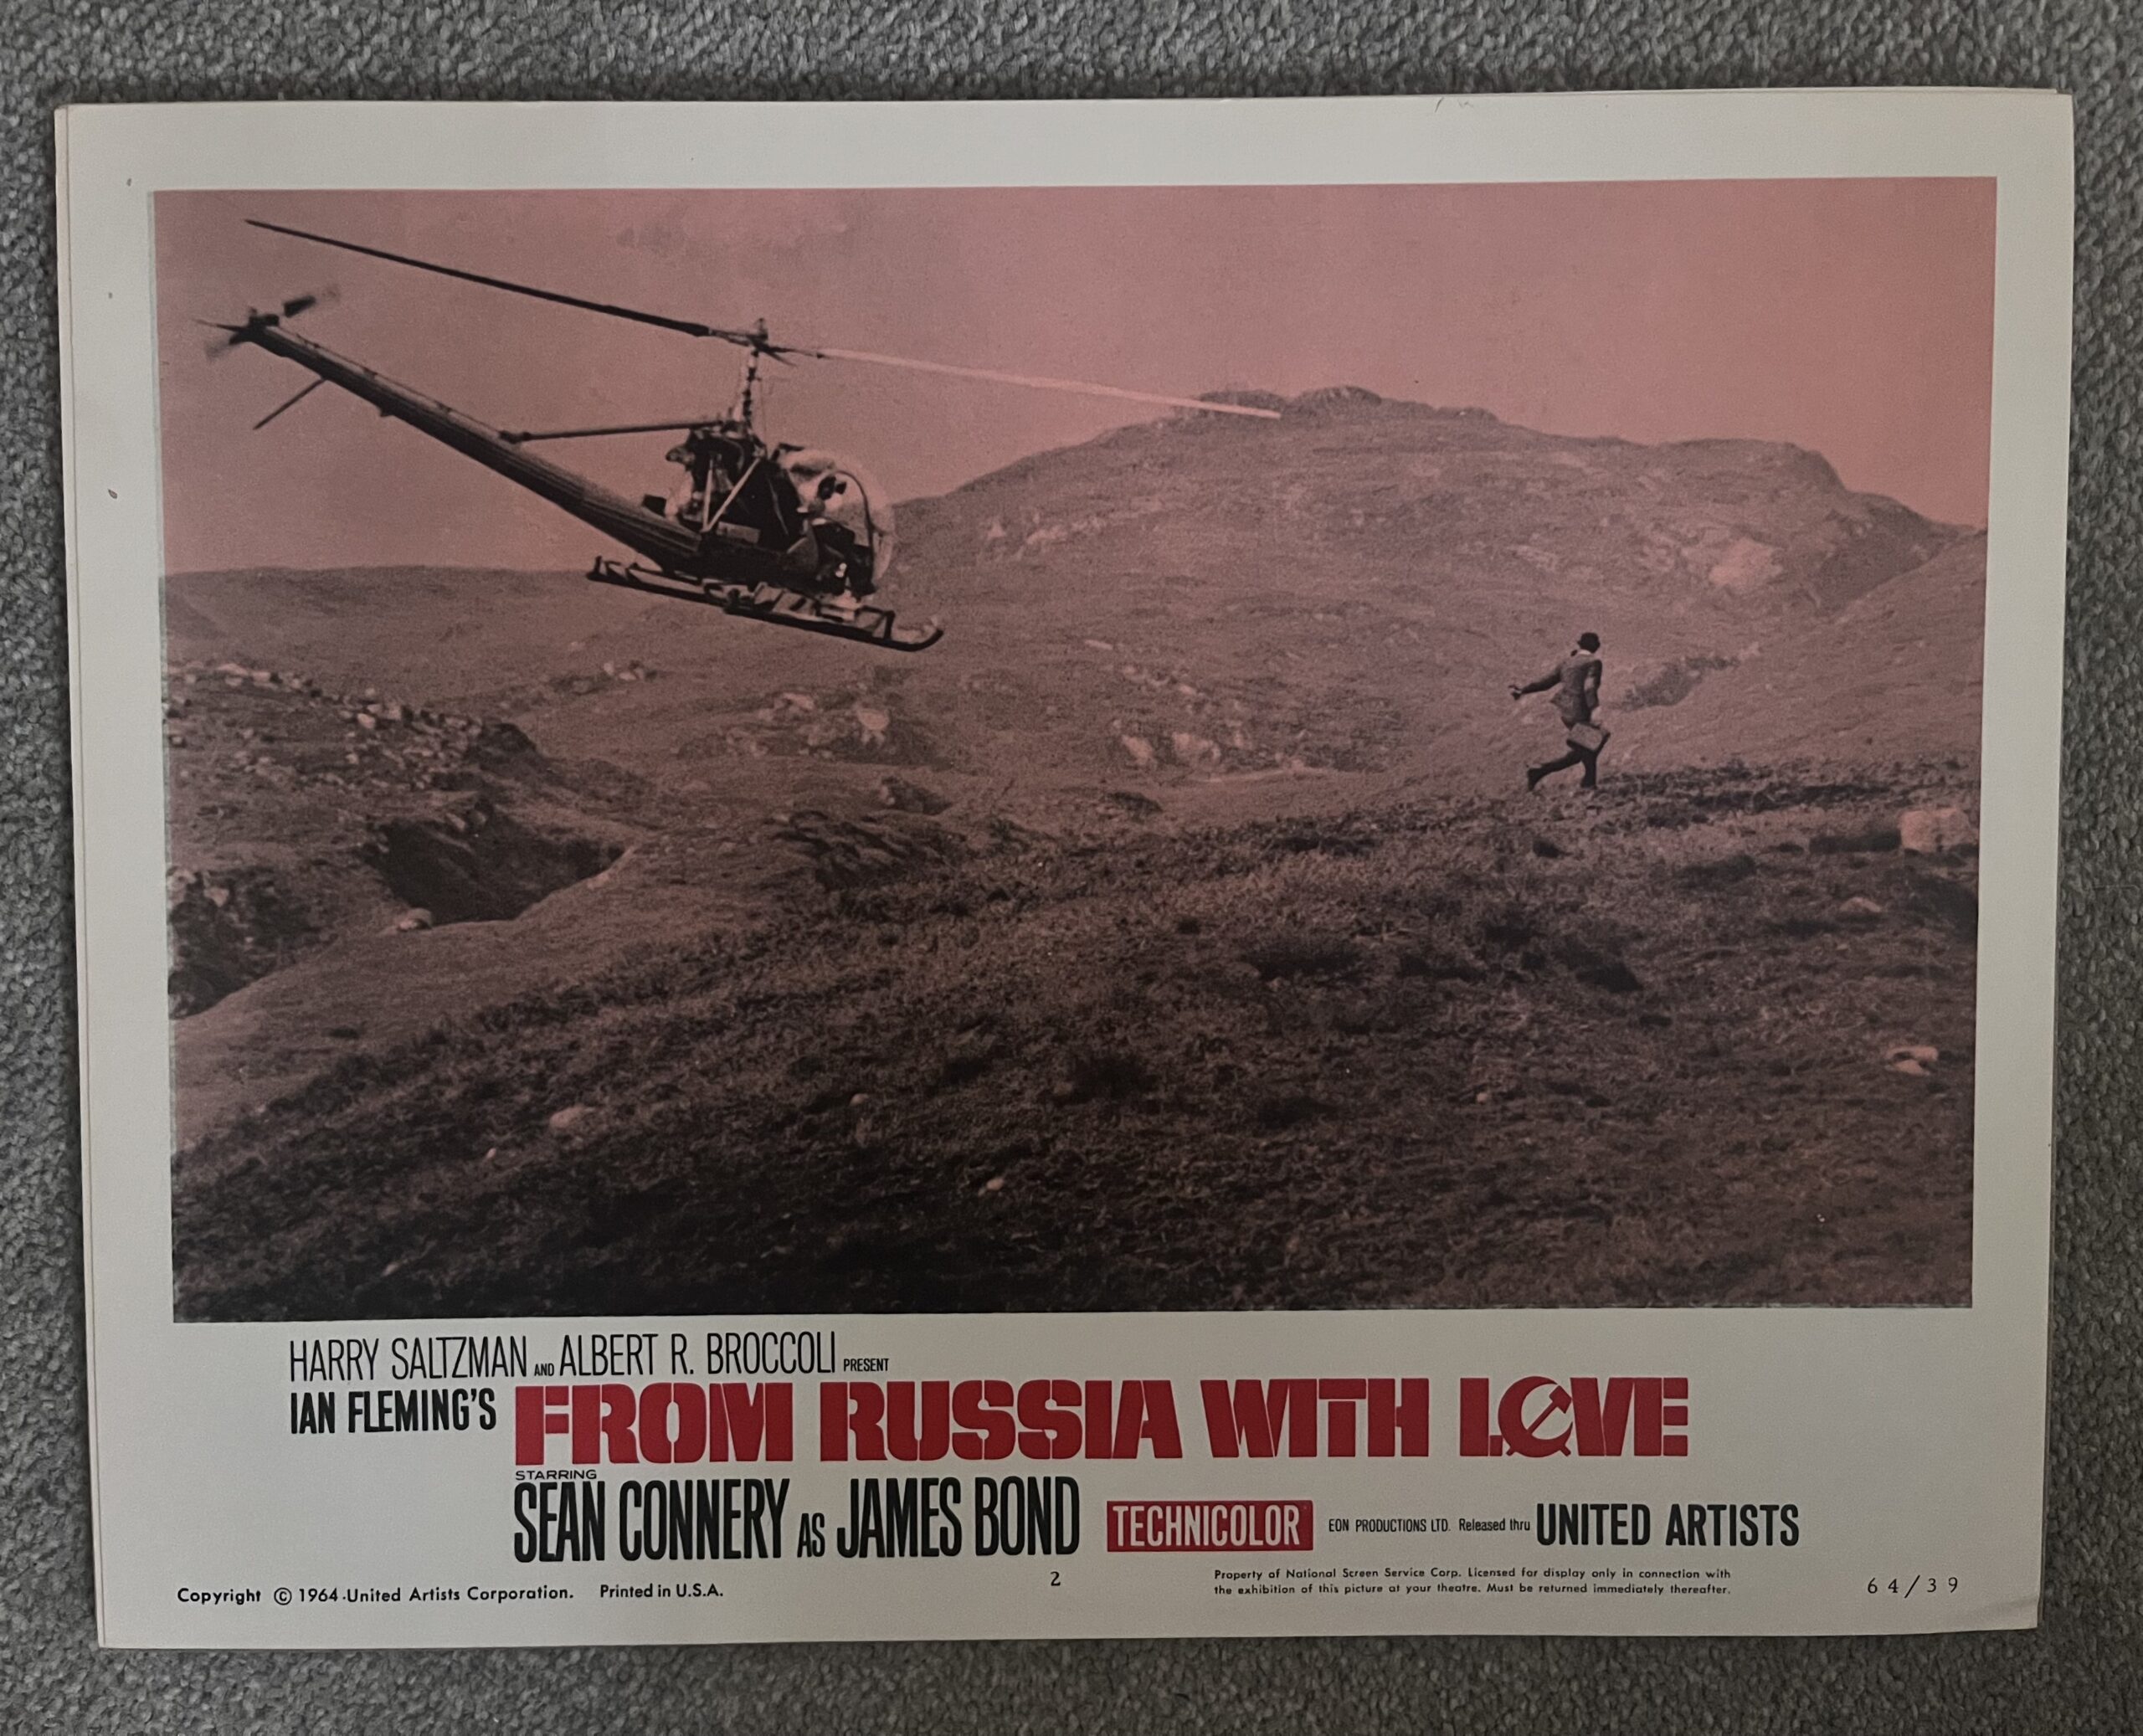 HARRY SALTZMAN AND ALBERT R. BROCCOLI PRESENT
IAN FLEMING'S FROM RUSSIA WITH LOVE
STARRING
SEAN CONNERY AS JAMES BOND TECHNICOLOR EON PRODUCTIONS LTD. Released thru UNITED ARTISTS
Copyright © 1964 United Artists Corporation. Printed in U.S.A.
2
Property of National Screen Service Corp. Licensed for display only in connection with
the exhibition of this picture at your theatre. Must be returned immediately thereafter.
64/39